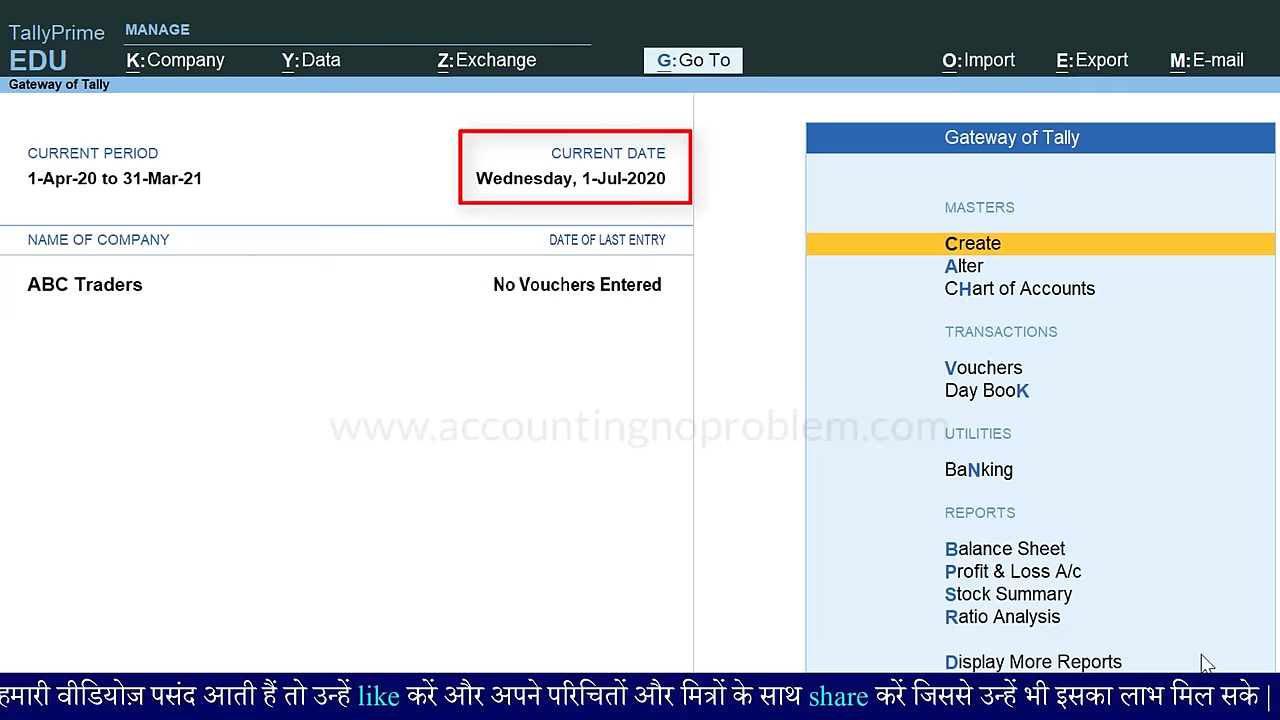 TallyPrime
MANAGE
EDU
K:Company
Y:Data
Z:Exchange
G:Go To
O:Import
E:Export
M:E-mail
Gateway of Tally
CURRENT PERIOD
CURRENT DATE
1-Apr-20 to 31-Mar-21
Wednesday, 1-Jul-2020
NAME OF COMPANY
DATE OF LAST ENTRY
ABC Traders
No Vouchers Entered
Gateway of Tally
MASTERS
Create
Alter
CHart of Accounts
TRANSACTIONS
Vouchers
Day BooK
www.accountingnoproblem.com
UTILITIES
BaNking
REPORTS
Balance Sheet
Profit & Loss A/c
Stock Summary
Ratio Analysis
Display More Reports
हमारी वीडियोज़ पसंद आती हैं तो उन्हें like करें और अपने परिचितों और मित्रों के साथ share करें जिससे उन्हें भी इसका लाभ मिल सके |